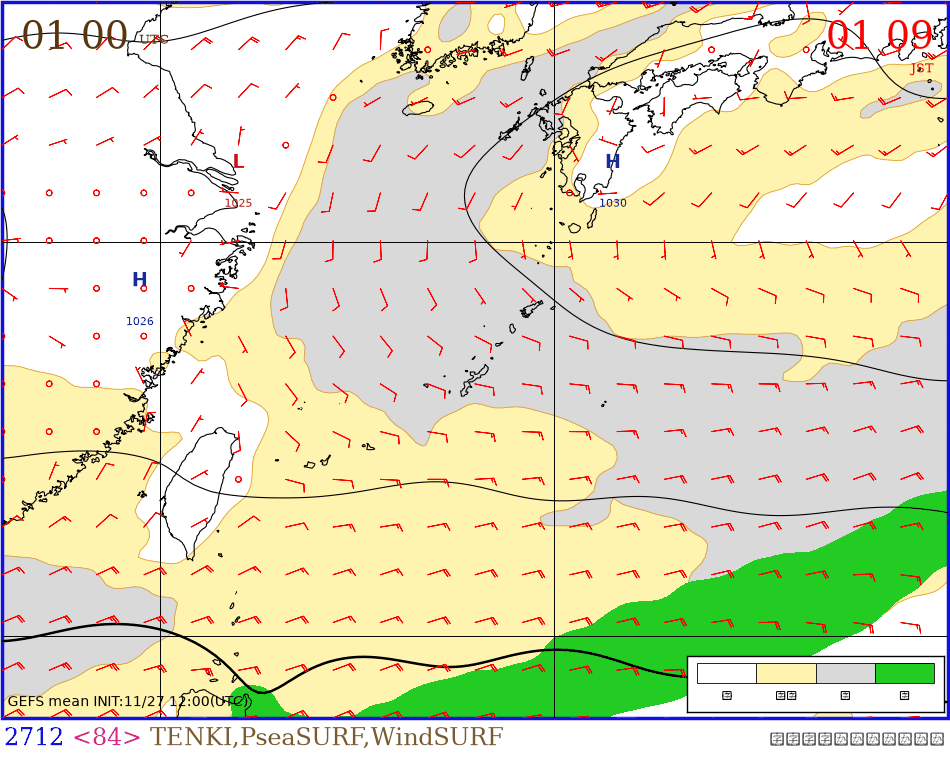 01 00 UTC
01 09
JST
L
1025
H
1030
H
1026
GEFS mean INIT:11/27 12:00(UTC)
2712 <84> TENKI,PseaSURF,WindSURF